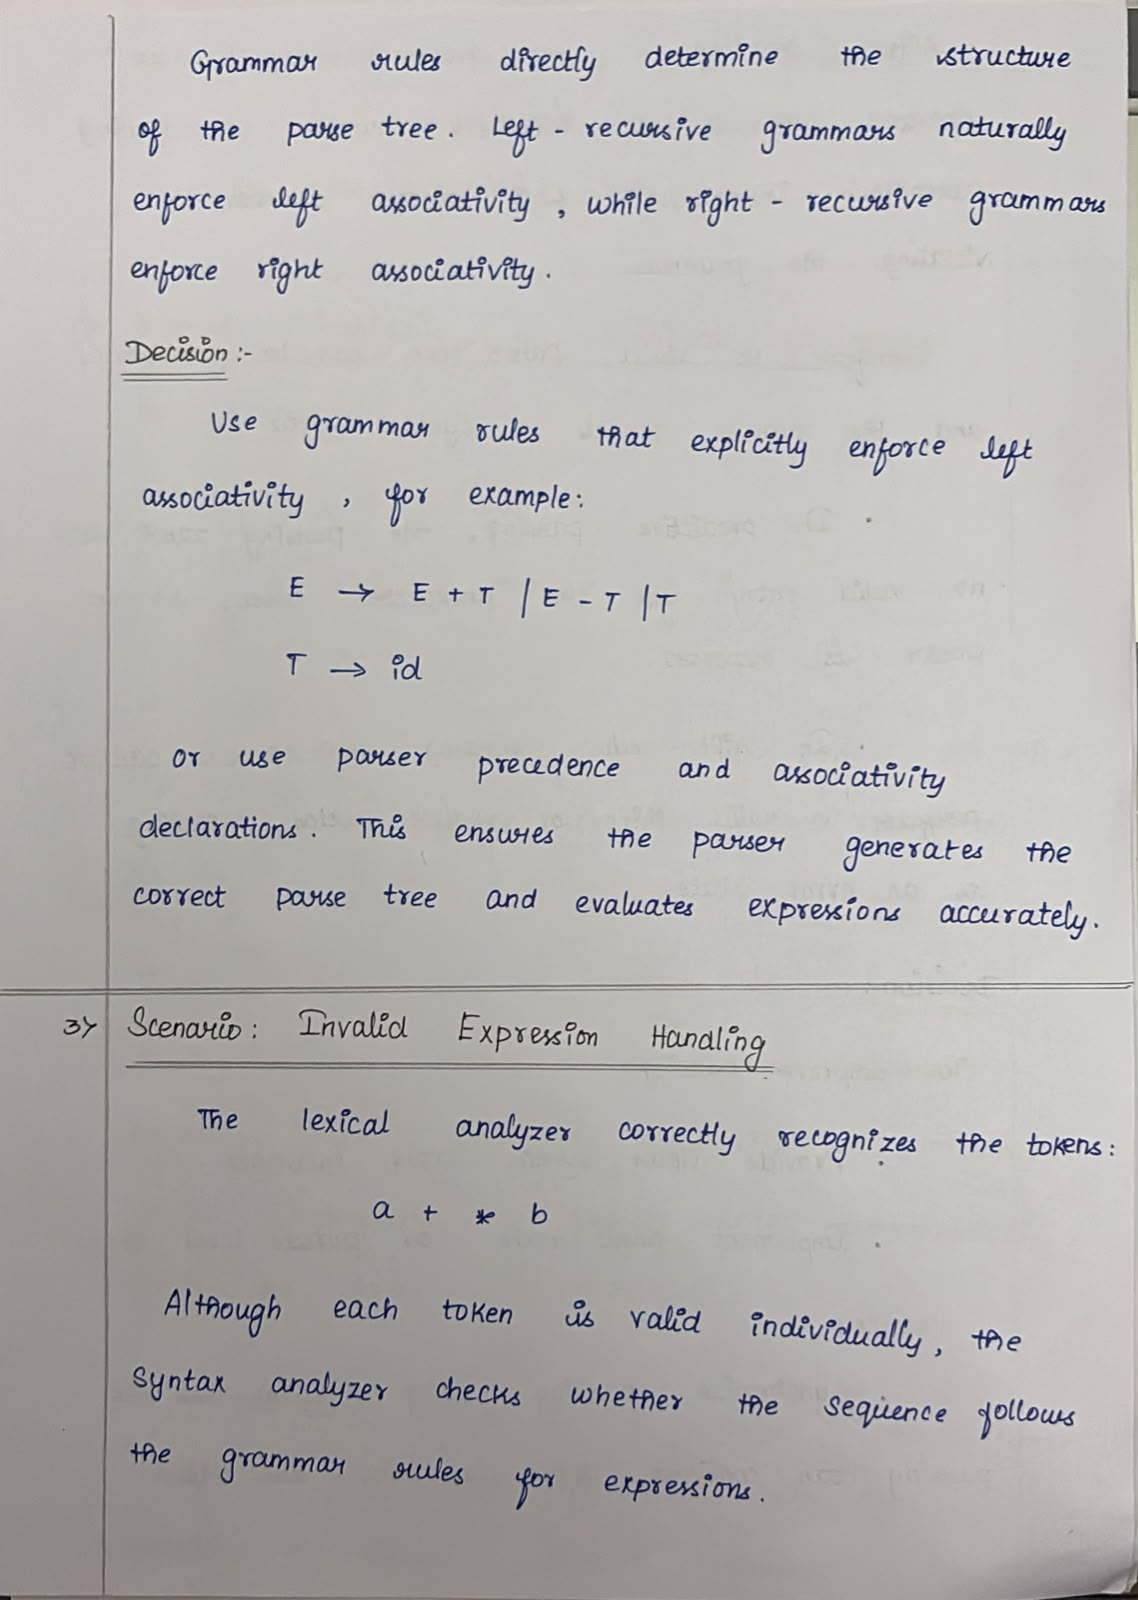 Grammar rules directly determine the structure
of the parse tree. Left - recursive grammars naturally
enforce left associativity, while right - recursive grammars
enforce right associativity.
Decision :-
Use grammar rules that explicitly enforce left
associativity, for example:
E → E + T | E - T | T
T → id
or use parser precedence and associativity
declarations. This ensures the parser generates the
correct parse tree and evaluates expressions accurately.
3> Scenario: Invalid Expression Handling
The lexical analyzer correctly recognizes the tokens:
a + * b
Although each token is valid individually, the
syntax analyzer checks whether the sequence follows
the grammar rules for expressions.